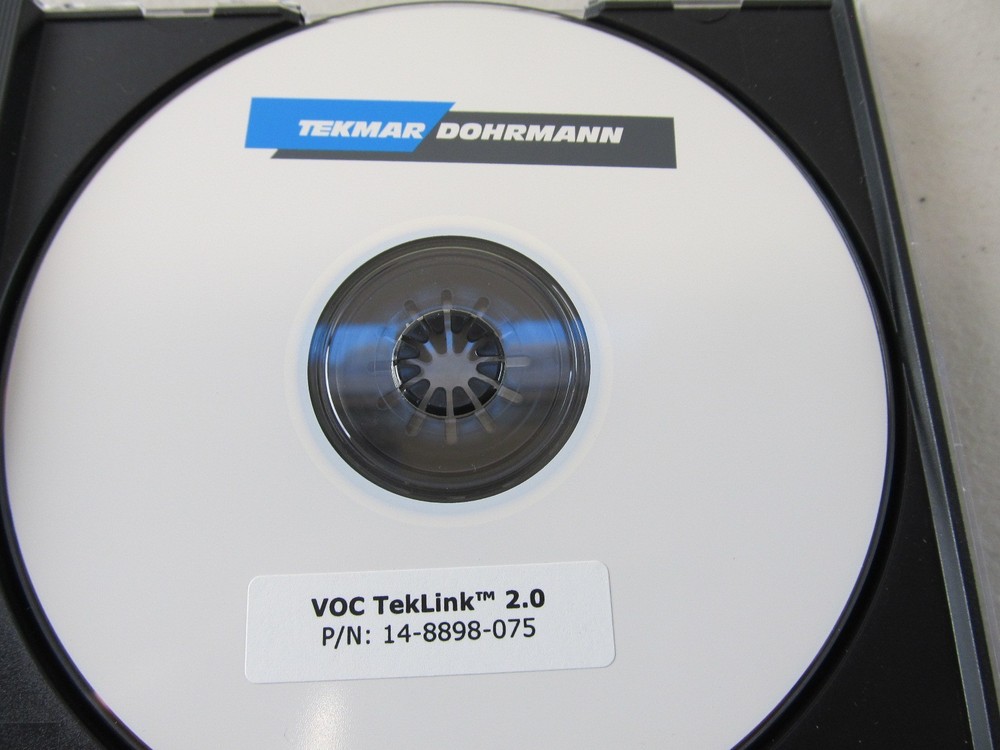 TEKMAR DOHRMANN
VOC TekLink™ 2.0
P/N: 14-8898-075